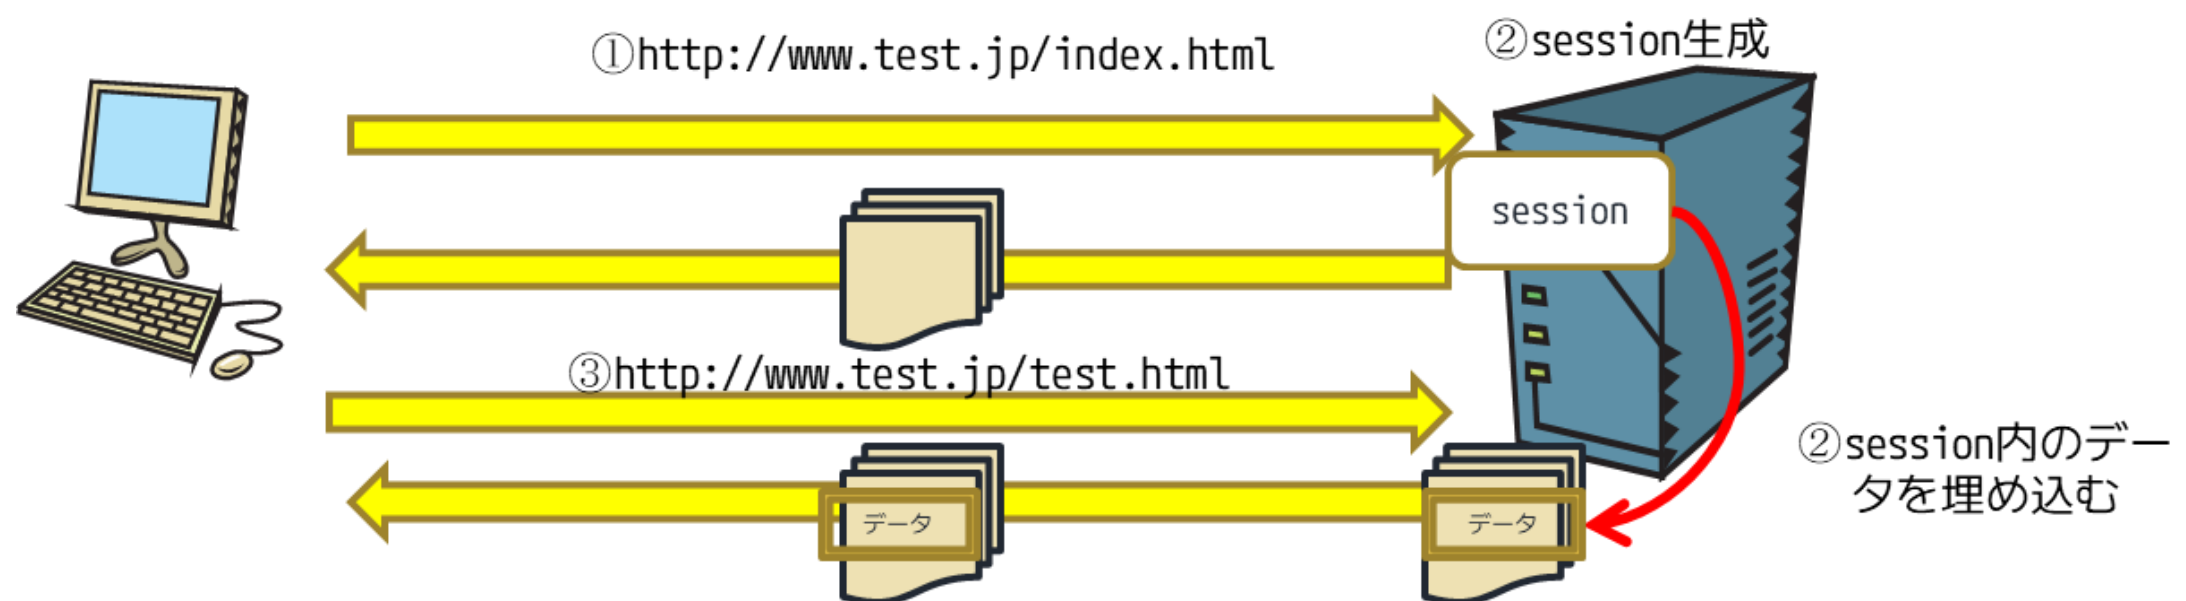 ①http://www.test.jp/index.html
②session生成
session
③http://www.test.jp/test.html
②session内のデー
タを埋め込む
データ
データ